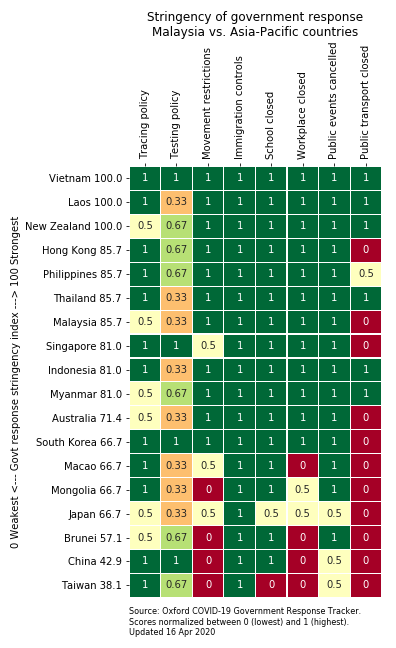 Stringency of government response
Malaysia vs. Asia-Pacific countries
Tracing policy
Testing policy
Movement restrictions
Immigration controls
School closed
Workplace closed
Public events cancelled
Public transport closed
0 Weakest <--- Govt response stringency index ---> 100 Strongest
Vietnam 100.0 1 1 1 1 1 1 1 1
Laos 100.0 1 0.33 1 1 1 1 1 1
New Zealand 100.0 0.5 0.67 1 1 1 1 1 1
Hong Kong 85.7 1 0.67 1 1 1 1 1 0
Philippines 85.7 1 0.67 1 1 1 1 1 0.5
Thailand 85.7 1 0.33 1 1 1 1 1 1
Malaysia 85.7 0.5 0.33 1 1 1 1 1 0
Singapore 81.0 1 1 0.5 1 1 1 1 0
Indonesia 81.0 1 0.33 1 1 1 1 1 1
Myanmar 81.0 0.5 0.67 1 1 1 1 1 1
Australia 71.4 0.5 0.33 1 1 1 1 1 0
South Korea 66.7 1 1 1 1 1 1 1 0
Macao 66.7 1 0.33 0.5 1 1 0 1 0
Mongolia 66.7 1 0.33 0 1 1 0.5 1 0
Japan 66.7 0.5 0.33 0.5 1 0.5 0.5 0.5 0
Brunei 57.1 0.5 0.67 0 1 1 0 1 0
China 42.9 1 1 0 1 1 0 0.5 0
Taiwan 38.1 1 0.67 0 1 0 0 0.5 0
Source: Oxford COVID-19 Government Response Tracker.
Scores normalized between 0 (lowest) and 1 (highest).
Updated 16 Apr 2020